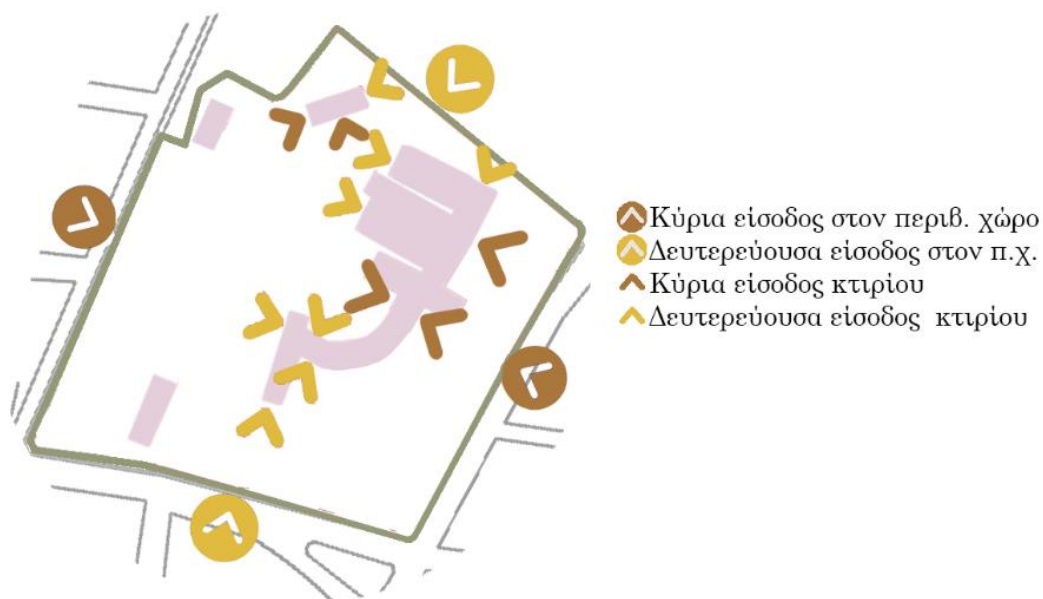 Κύρια είσοδος στον περιβ. χώρο
Δευτερεύουσα είσοδος στον π.χ.
Κύρια είσοδος κτιρίου
Δευτερεύουσα είσοδος κτιρίου